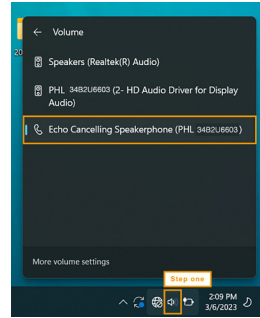 ← Volume
20
Speakers (Realtek(R) Audio)
PHL 34B2U6603 (2- HD Audio Driver for Display
Audio)
Echo Cancelling Speakerphone (PHL 34B2U6603)
More volume settings
Step one
2:09 PM
3/6/2023